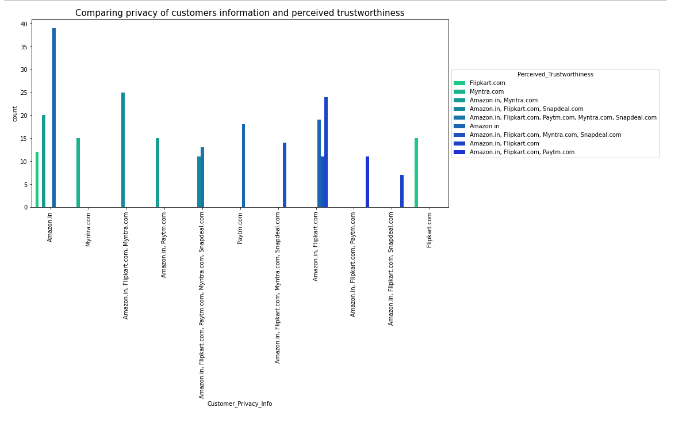 Comparing privacy of customers information and perceived trustworthiness
40
35
30
25
20
15
10
5
0
count
Amazon.in
Myntra.com
Amazon.in, Flipkart.com, Myntra.com
Amazon.in, Paytm.com
Amazon.in, Flipkart.com, Paytm.com, Myntra.com, Snapdeal.com
Paytm.com
Amazon.in, Flipkart.com, Myntra.com, Snapdeal.com
Amazon.in, Flipkart.com
Amazon.in, Flipkart.com, Paytm.com
Amazon.in, Flipkart.com, Snapdeal.com
Flipkart.com
Customer_Privacy_Info
Perceived_Trustworthiness
Flipkart.com
Myntra.com
Amazon.in, Myntra.com
Amazon.in, Flipkart.com, Snapdeal.com
Amazon.in, Flipkart.com, Paytm.com, Myntra.com, Snapdeal.com
Amazon.in
Amazon.in, Flipkart.com, Myntra.com, Snapdeal.com
Amazon.in, Flipkart.com
Amazon.in, Flipkart.com, Paytm.com